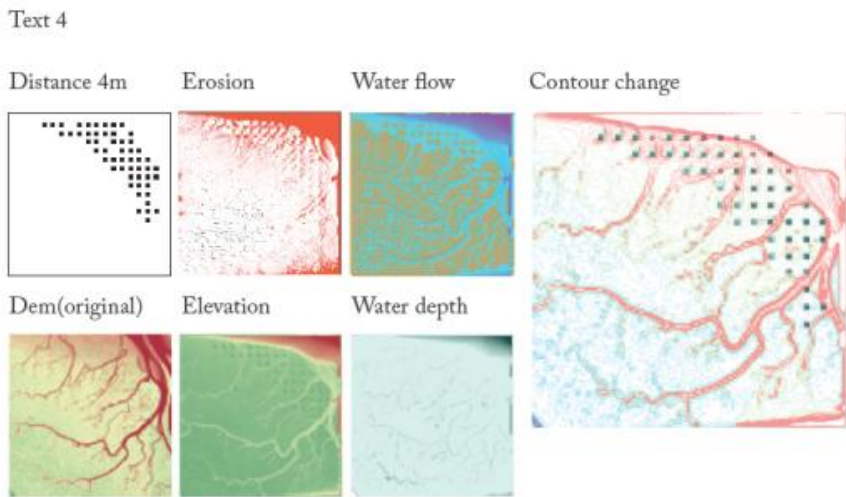 Text 4
Distance 4m
Erosion
Water flow
Contour change
Dem(original)
Elevation
Water depth